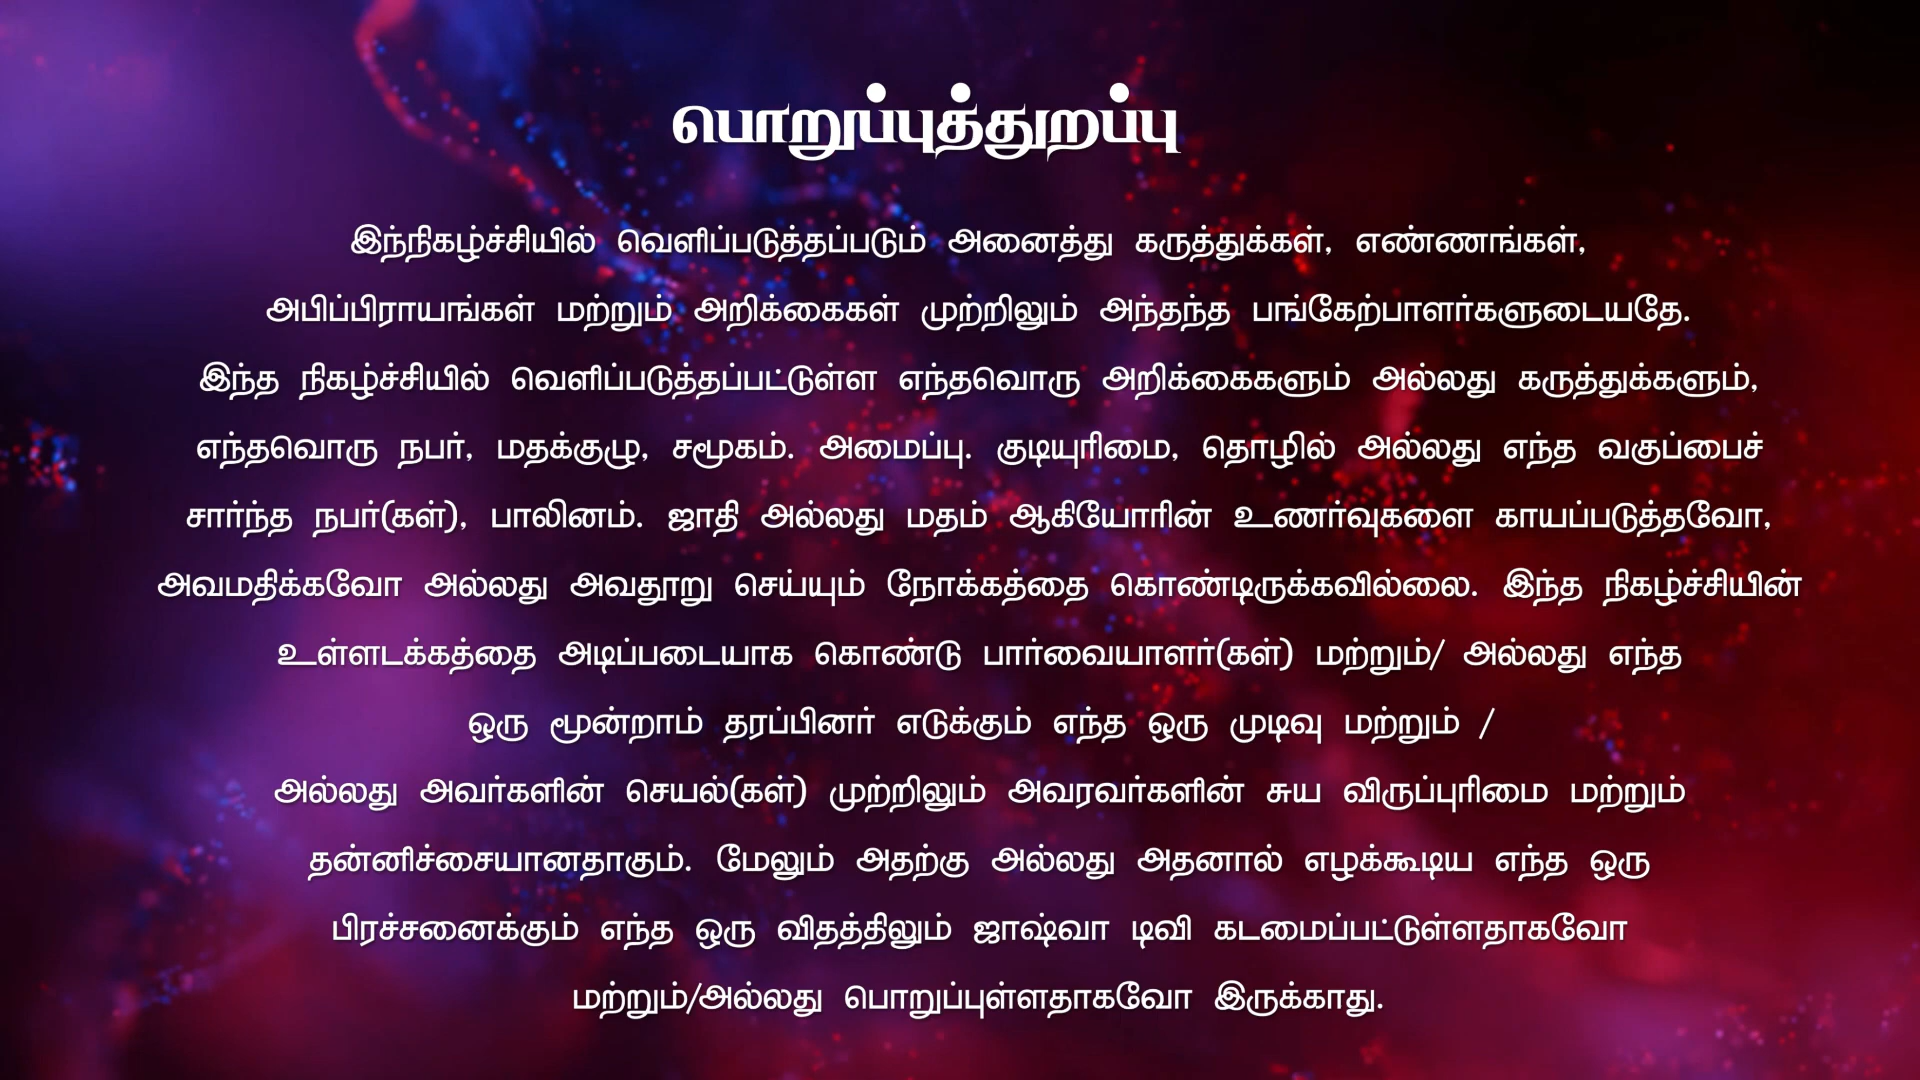 பொறுப்புத்துறப்பு
இந்நிகழ்ச்சியில் வெளிப்படுத்தப்படும் அனைத்து கருத்துக்கள், எண்ணங்கள்,
அபிப்பிராயங்கள் மற்றும் அறிக்கைகள் முற்றிலும் அந்தந்த பங்கேற்பாளர்களுடையதே.
இந்த நிகழ்ச்சியில் வெளிப்படுத்தப்பட்டுள்ள எந்தவொரு அறிக்கைகளும் அல்லது கருத்துக்களும்,
எந்தவொரு நபர், மதக்குழு, சமூகம். அமைப்பு. குடியுரிமை, தொழில் அல்லது எந்த வகுப்பைச்
சார்ந்த நபர்(கள்), பாலினம். ஜாதி அல்லது மதம் ஆகியோரின் உணர்வுகளை காயப்படுத்தவோ,
அவமதிக்கவோ அல்லது அவதூறு செய்யும் நோக்கத்தை கொண்டிருக்கவில்லை. இந்த நிகழ்ச்சியின்
உள்ளடக்கத்தை அடிப்படையாக கொண்டு பார்வையாளர்(கள்) மற்றும்/ அல்லது எந்த
ஒரு மூன்றாம் தரப்பினர் எடுக்கும் எந்த ஒரு முடிவு மற்றும் /
அல்லது அவர்களின் செயல்(கள்) முற்றிலும் அவரவர்களின் சுய விருப்புரிமை மற்றும்
தன்னிச்சையானதாகும். மேலும் அதற்கு அல்லது அதனால் எழக்கூடிய எந்த ஒரு
பிரச்சனைக்கும் எந்த ஒரு விதத்திலும் ஜாஷ்வா டிவி கடமைப்பட்டுள்ளதாகவோ
மற்றும்/அல்லது பொறுப்புள்ளதாகவோ இருக்காது.